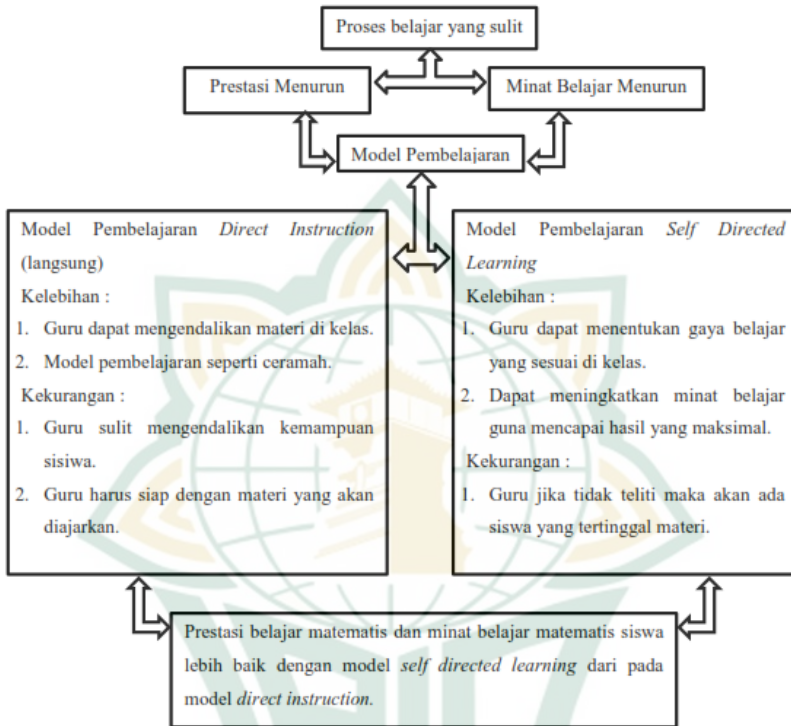 Proses belajar yang sulit
Prestasi Menurun
Minat Belajar Menurun
Model Pembelajaran
Model Pembelajaran Direct Instruction
(langsung)
Kelebihan :
1. Guru dapat mengendalikan materi di kelas.
2. Model pembelajaran seperti ceramah.
Kekurangan :
1. Guru sulit mengendalikan kemampuan
sisiwa.
2. Guru harus siap dengan materi yang akan
diajarkan.
Model Pembelajaran Self Directed
Learning
Kelebihan :
1. Guru dapat menentukan gaya belajar
yang sesuai di kelas.
2. Dapat meningkatkan minat belajar
guna mencapai hasil yang maksimal.
Kekurangan :
1. Guru jika tidak teliti maka akan ada
siswa yang tertinggal materi.
Prestasi belajar matematis dan minat belajar matematis siswa
lebih baik dengan model self directed learning dari pada
model direct instruction.